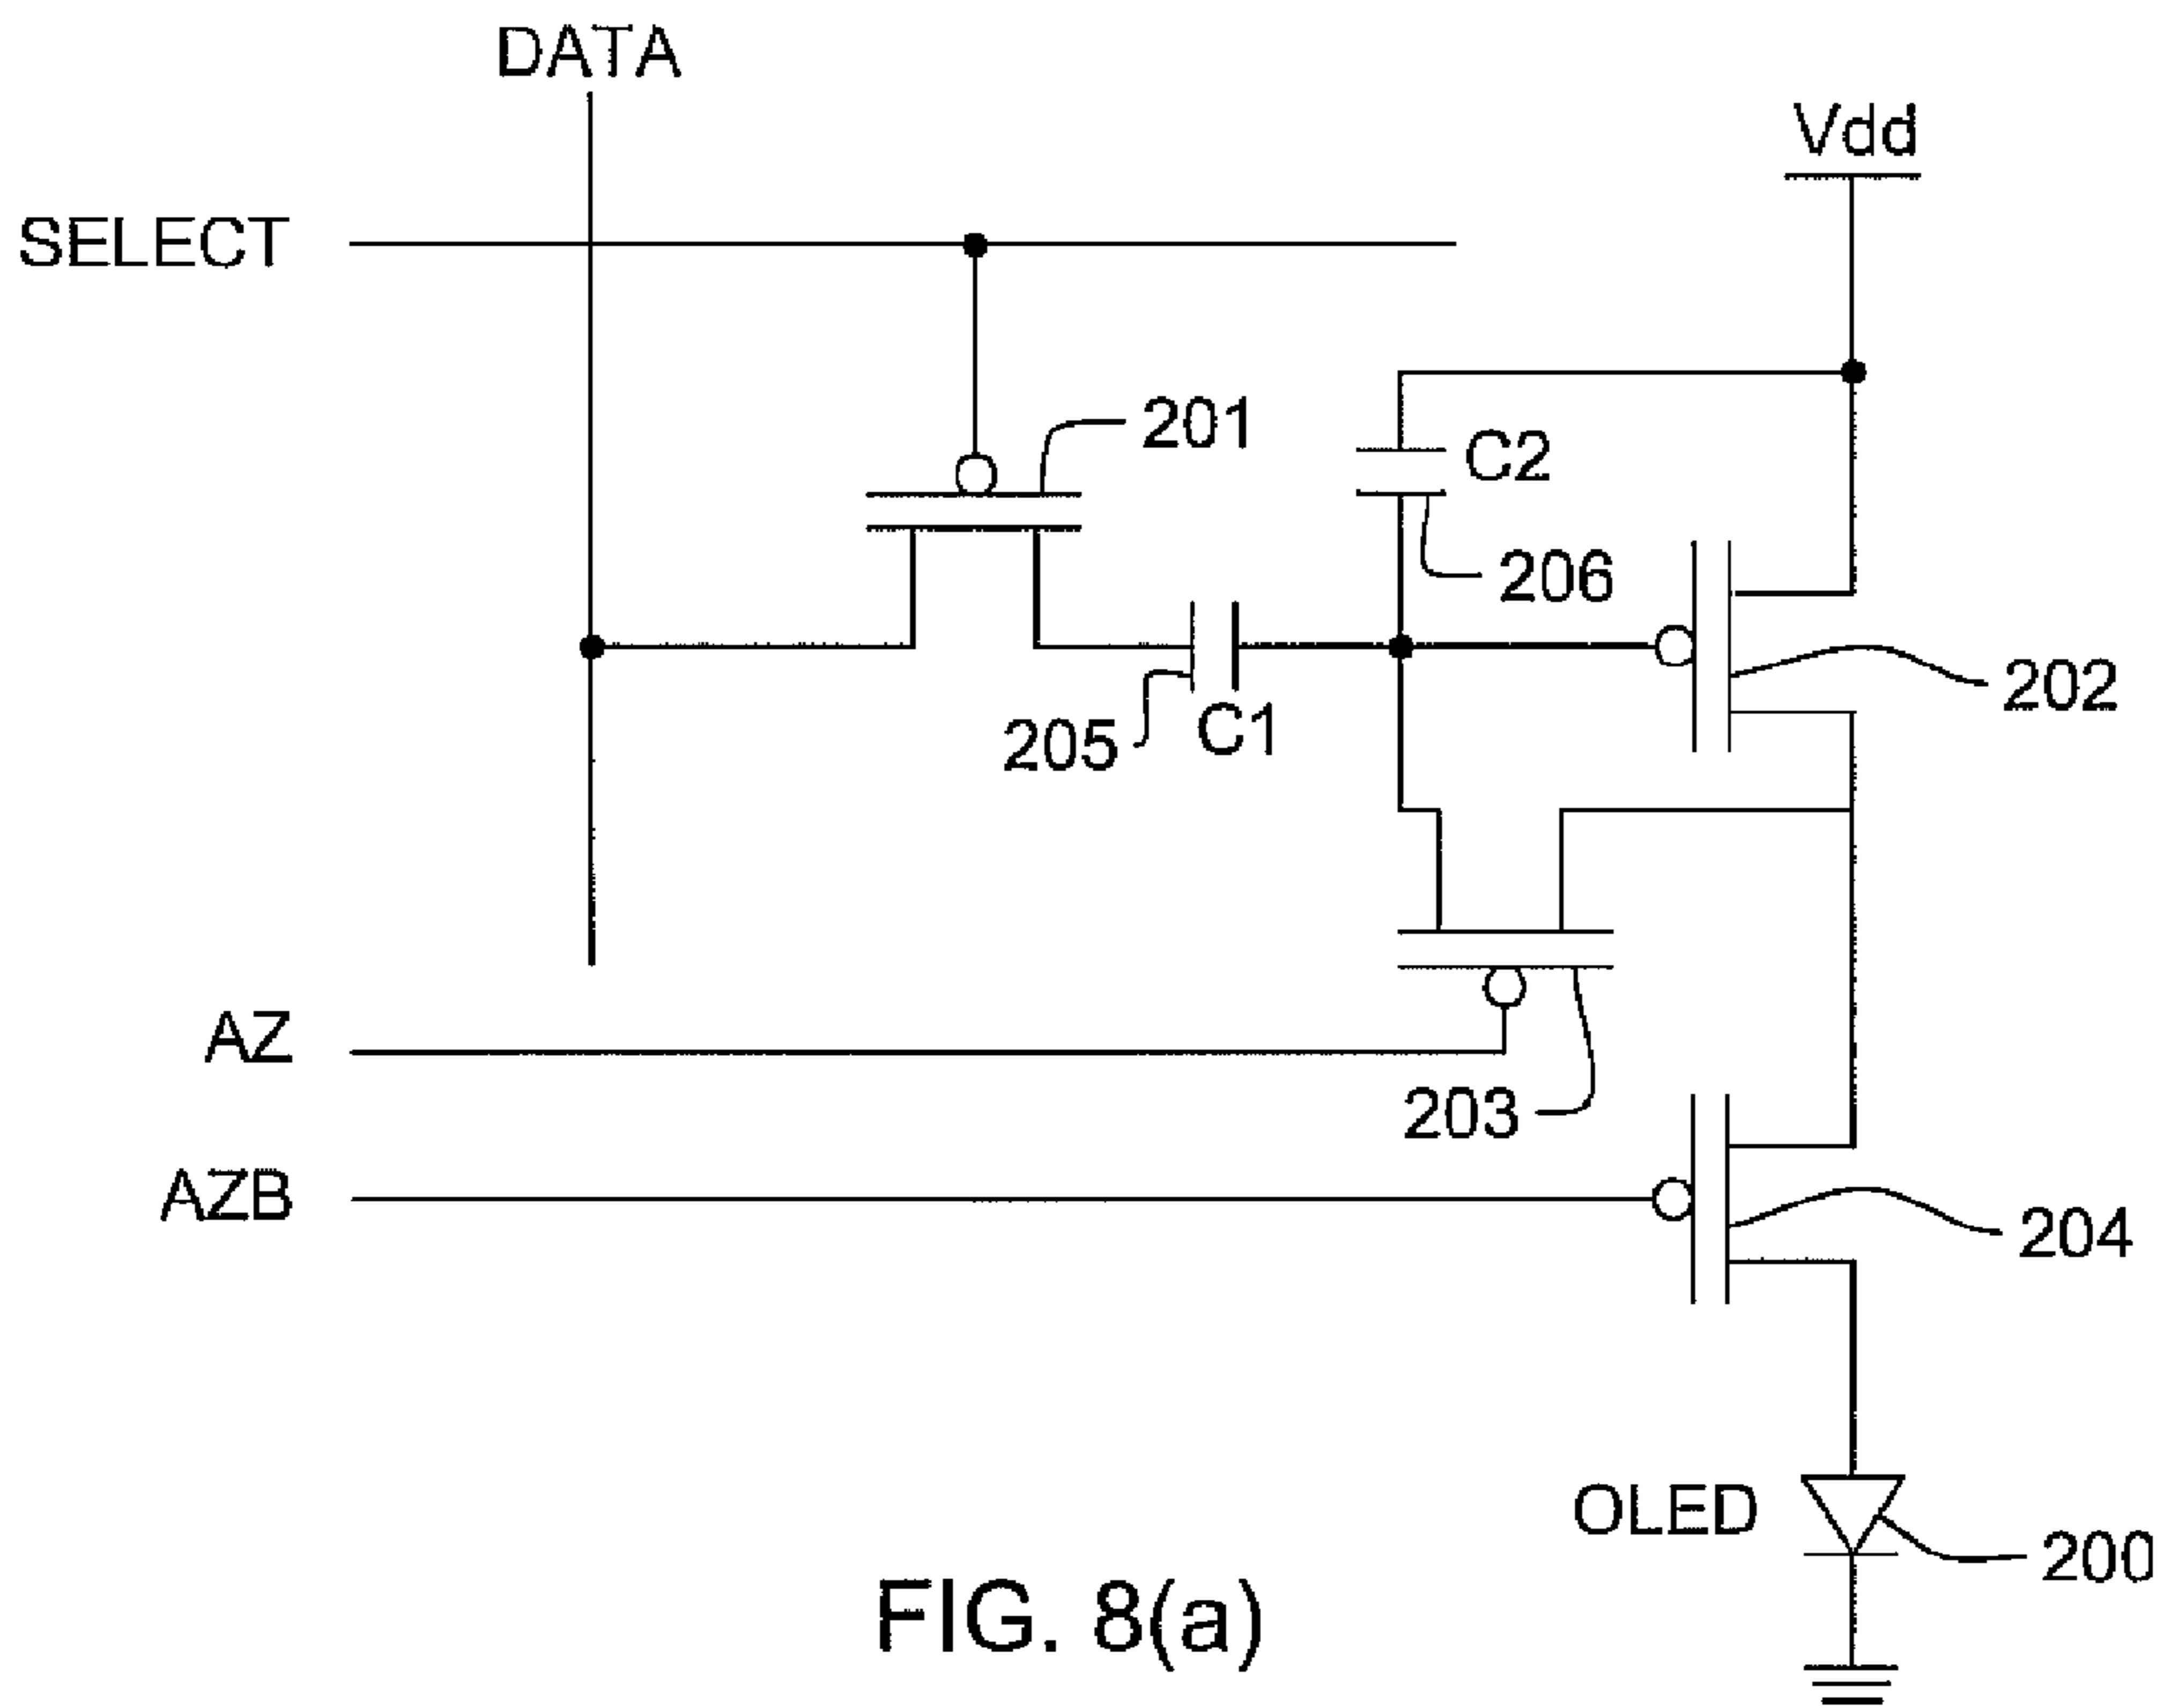 DATA
Vdd
SELECT
201
C2
206
202
205
C1
AZ
203
AZB
204
OLED
200
FIG. 8(a)